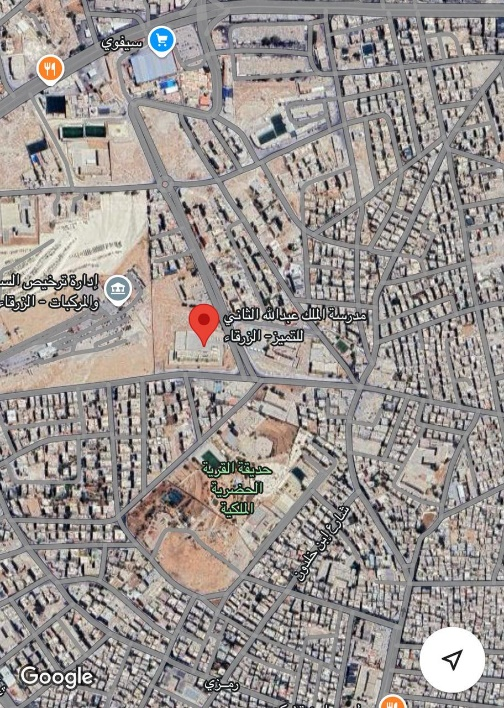 سيفوي
إدارة ترخيص الس
والمركبات - الزرقاء
مدرسة الملك عبدالله الثاني
للتميز- الزرقاء
حديقة القرية
الحضرية
الملكية
شارع ابن خلدون
رمزي
Google